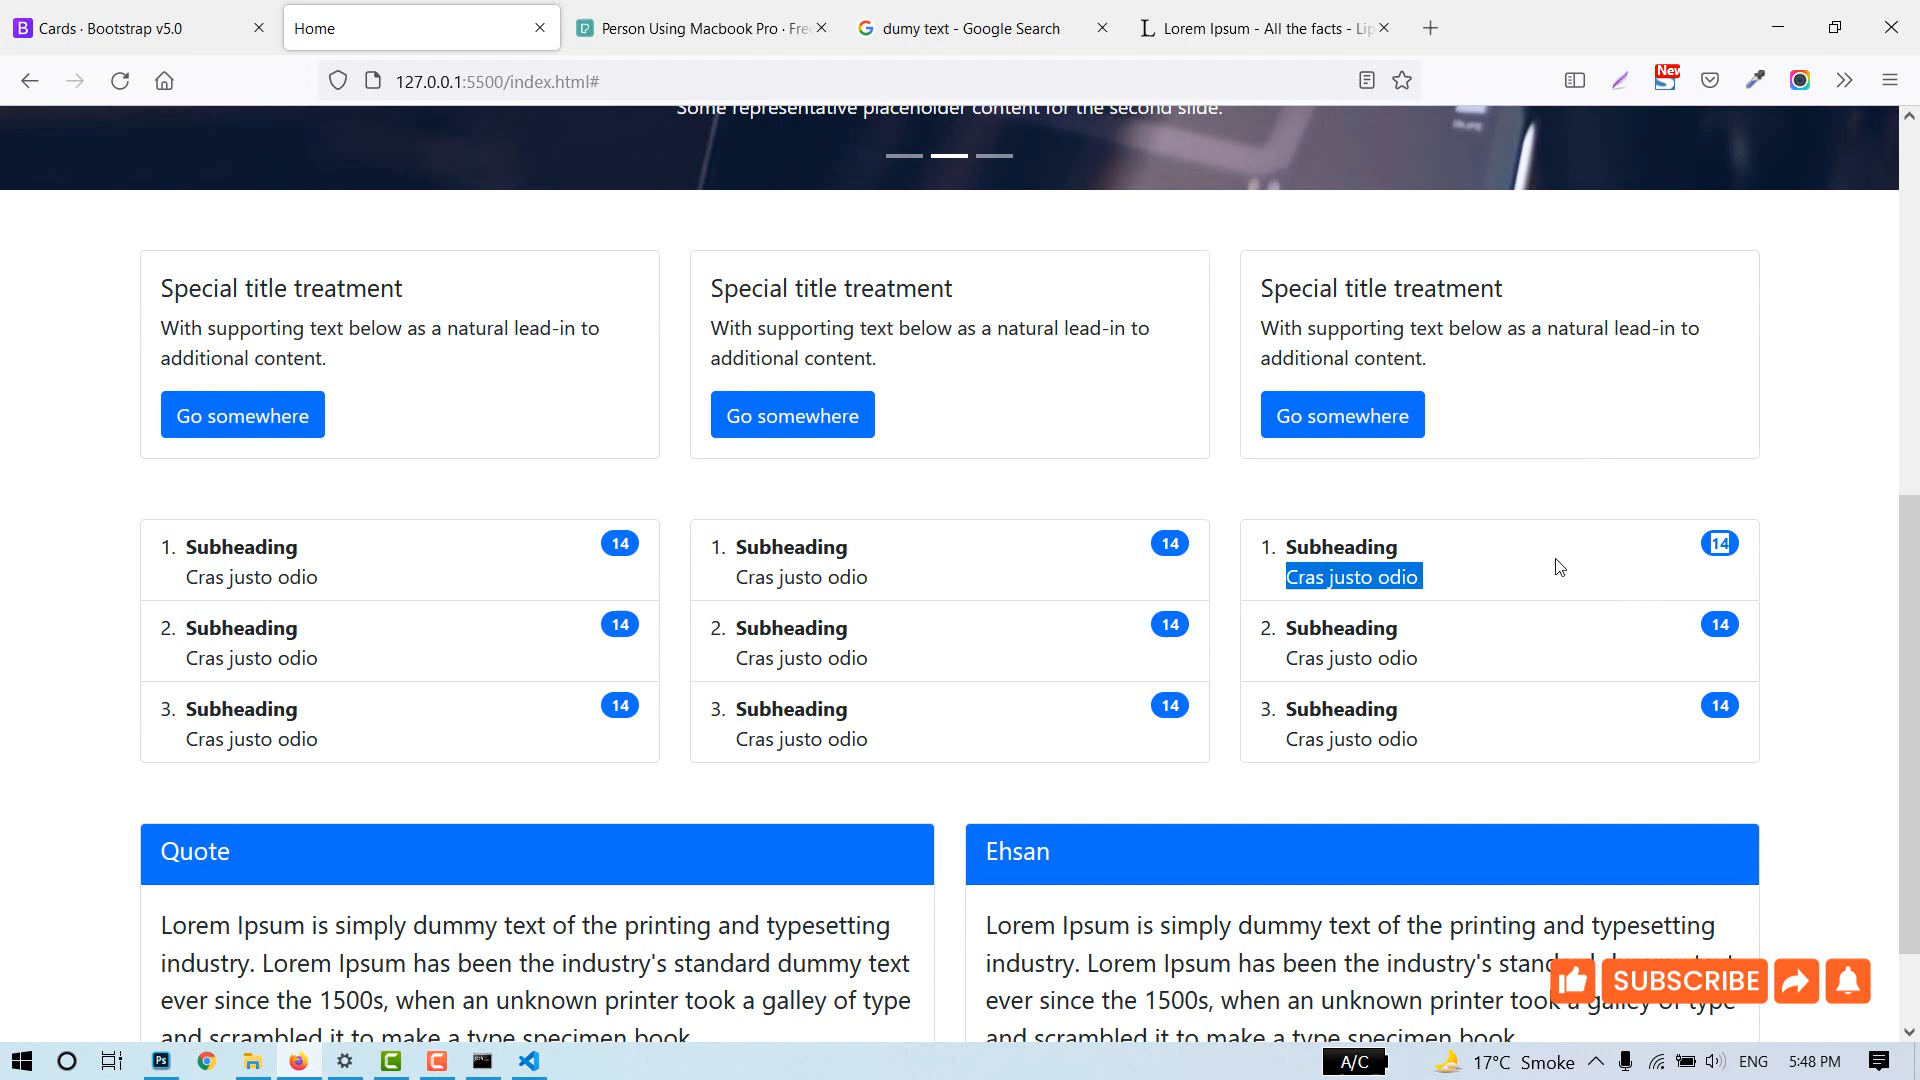 Cards · Bootstrap v5.0
Home
Person Using Macbook Pro · Fre
dumy text - Google Search
Lorem Ipsum - All the facts - Lip
127.0.0.1:5500/index.html#
New
Some representative placeholder content for the second slide.
Special title treatment
With supporting text below as a natural lead-in to
additional content.
Go somewhere
Special title treatment
With supporting text below as a natural lead-in to
additional content.
Go somewhere
Special title treatment
With supporting text below as a natural lead-in to
additional content.
Go somewhere
1. Subheading 14
Cras justo odio
2. Subheading 14
Cras justo odio
3. Subheading 14
Cras justo odio
1. Subheading 14
Cras justo odio
2. Subheading 14
Cras justo odio
3. Subheading 14
Cras justo odio
1. Subheading 14
Cras justo odio
2. Subheading 14
Cras justo odio
3. Subheading 14
Cras justo odio
Quote
Lorem Ipsum is simply dummy text of the printing and typesetting
industry. Lorem Ipsum has been the industry's standard dummy text
ever since the 1500s, when an unknown printer took a galley of type
and scrambled it to make a type specimen book.
Ehsan
Lorem Ipsum is simply dummy text of the printing and typesetting
industry. Lorem Ipsum has been the industry's standard dummy text
ever since the 1500s, when an unknown printer took a galley of type
and scrambled it to make a type specimen book.
SUBSCRIBE
A/C
17°C Smoke
ENG
5:48 PM